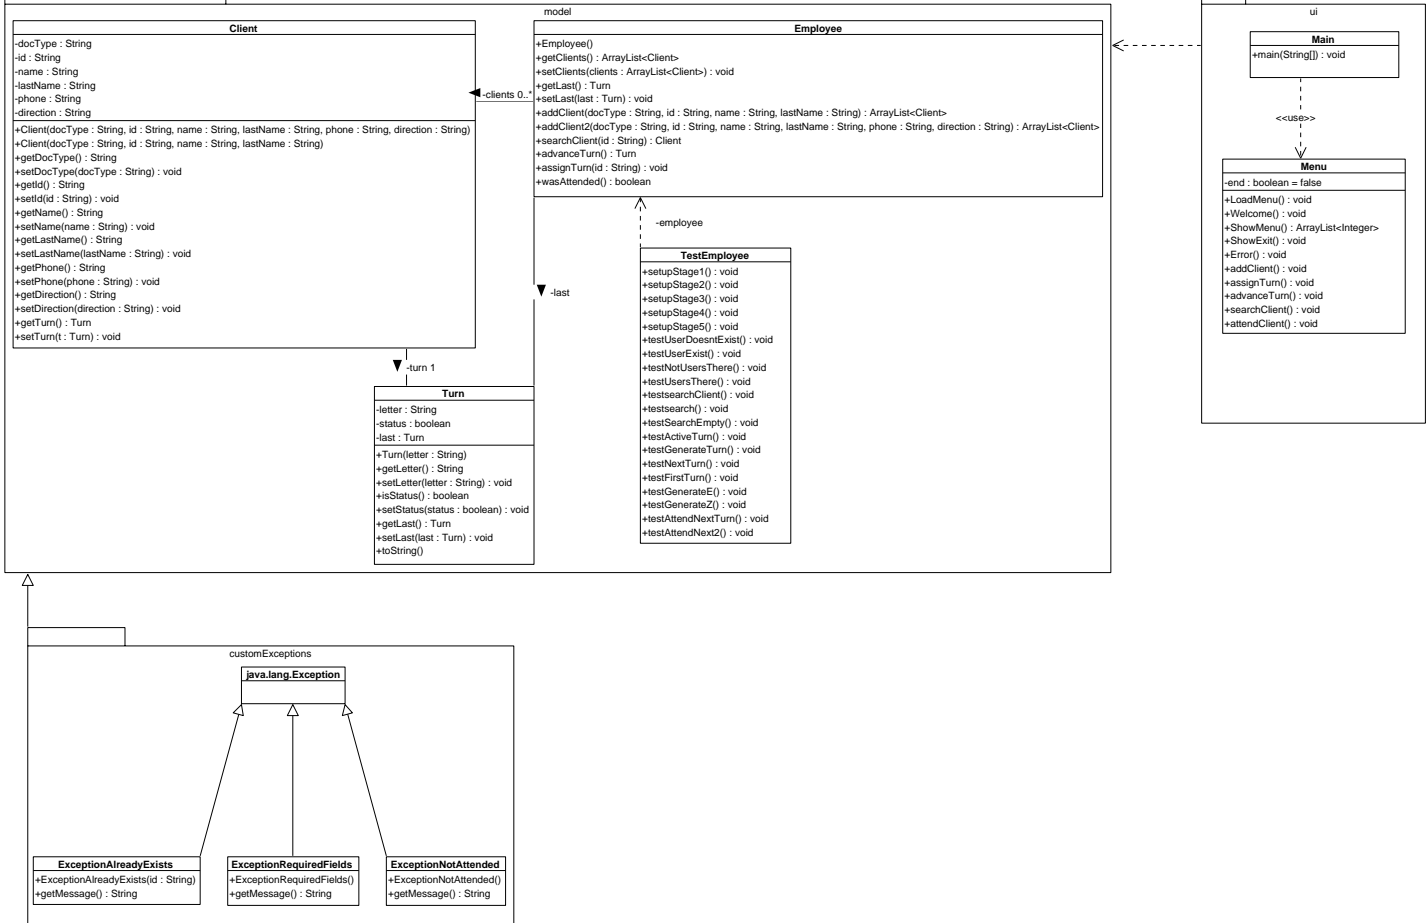 model
Client
-docType : String
-id : String
-name : String
-lastName : String
-phone : String
-direction : String
+Client(docType : String, id : String, name : String, lastName : String, phone : String, direction : String)
+Client(docType : String, id : String, name : String, lastName : String)
+getDocType() : String
+setDocType(docType : String) : void
+getId() : String
+setId(id : String) : void
+getName() : String
+setName(name : String) : void
+getLastName() : String
+setLastName(lastName : String) : void
+getPhone() : String
+setPhone(phone : String) : void
+getDirection() : String
+setDirection(direction : String) : void
+getTurn() : Turn
+setTurn(t : Turn) : void
-clients 0..*
Employee
+Employee()
+getClients() : ArrayList<Client>
+setClients(clients : ArrayList<Client>) : void
+getLast() : Turn
+setLast(last : Turn) : void
+addClient(docType : String, id : String, name : String, lastName : String) : ArrayList<Client>
+addClient2(docType : String, id : String, name : String, lastName : String, phone : String, direction : String) : ArrayList<Client>
+searchClient(id : String) : Client
+advanceTurn() : Turn
+assignTurn(id : String) : void
+wasAttended() : boolean
-employee
-last
TestEmployee
+setupStage1() : void
+setupStage2() : void
+setupStage3() : void
+setupStage4() : void
+setupStage5() : void
+testUserDoesntExist() : void
+testUserExist() : void
+testNotUsersThere() : void
+testUsersThere() : void
+testsearchClient() : void
+testsearch() : void
+testSearchEmpty() : void
+testActiveTurn() : void
+testGenerateTurn() : void
+testNextTurn() : void
+testFirstTurn() : void
+testGenerateE() : void
+testGenerateZ() : void
+testAttendNextTurn() : void
+testAttendNext2() : void
-turn 1
Turn
-letter : String
-status : boolean
-last : Turn
+Turn(letter : String)
+getLetter() : String
+setLetter(letter : String) : void
+isStatus() : boolean
+setStatus(status : boolean) : void
+getLast() : Turn
+setLast(last : Turn) : void
+toString()
ui
Main
+main(String[]) : void
<<use>>
Menu
-end : boolean = false
+LoadMenu() : void
+Welcome() : void
+ShowMenu() : ArrayList<Integer>
+ShowExit() : void
+Error() : void
+addClient() : void
+assignTurn() : void
+advanceTurn() : void
+searchClient() : void
+attendClient() : void
customExceptions
java.lang.Exception
ExceptionAlreadyExists
+ExceptionAlreadyExists(id : String)
+getMessage() : String
ExceptionRequiredFields
+ExceptionRequiredFields()
+getMessage() : String
ExceptionNotAttended
+ExceptionNotAttended()
+getMessage() : String